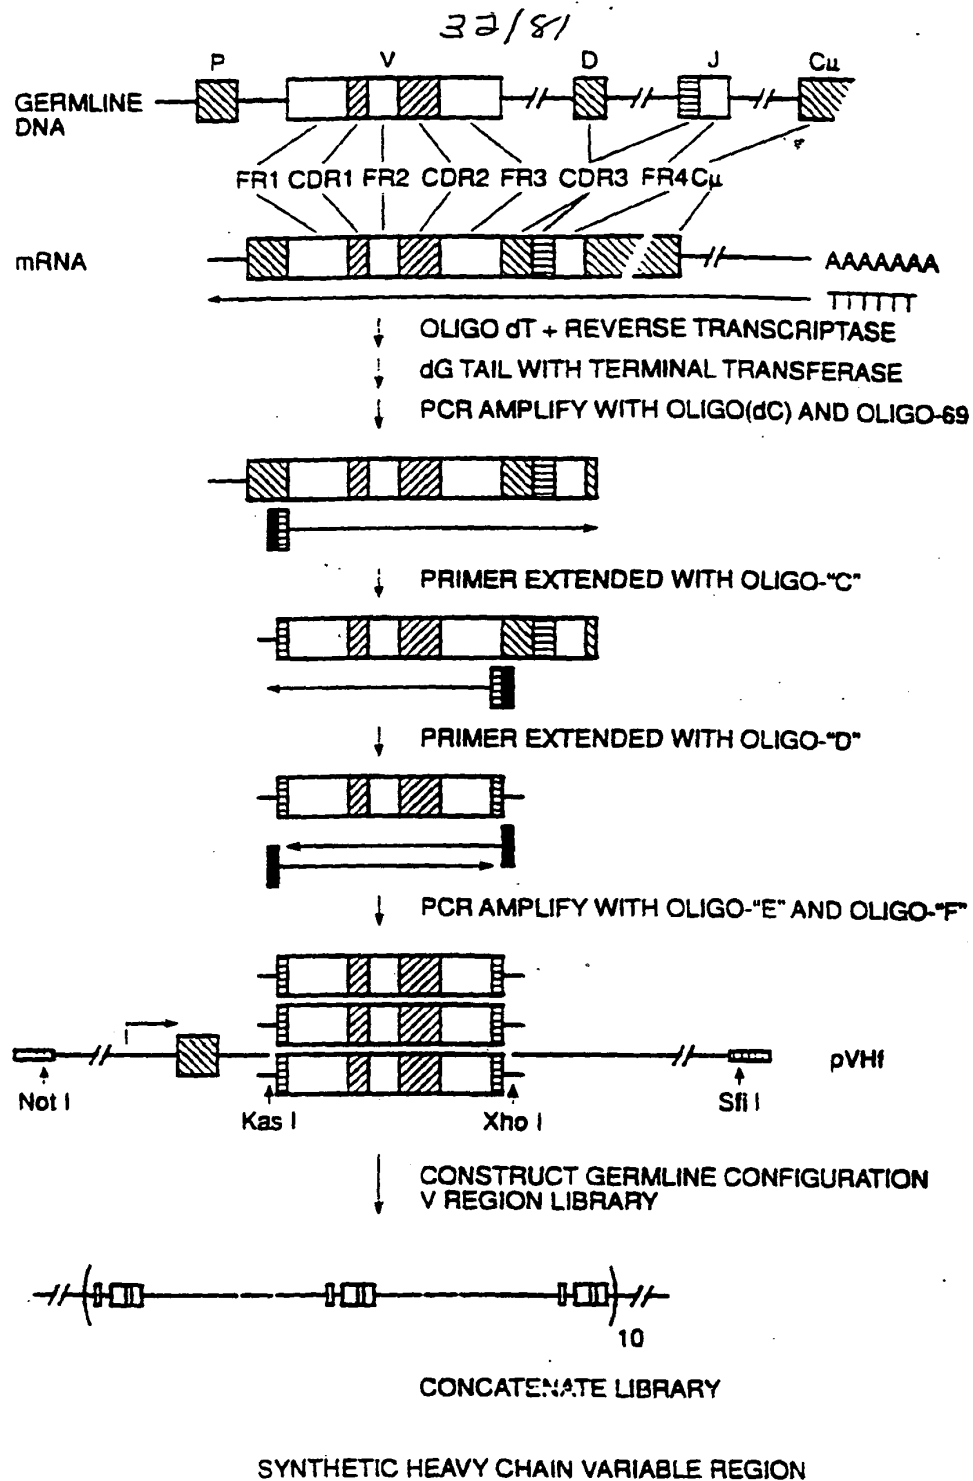 32/81
P V D J Cμ
GERMLINE
DNA
FR1 CDR1 FR2 CDR2 FR3 CDR3 FR4 Cμ
mRNA
AAAAAAA
TTTTTT
OLIGO dT + REVERSE TRANSCRIPTASE
dG TAIL WITH TERMINAL TRANSFERASE
PCR AMPLIFY WITH OLIGO(dC) AND OLIGO-69
PRIMER EXTENDED WITH OLIGO-"C"
PRIMER EXTENDED WITH OLIGO-"D"
PCR AMPLIFY WITH OLIGO-"E" AND OLIGO-"F"
pVHf
Not I
Kas I
Xho I
Sfi I
CONSTRUCT GERMLINE CONFIGURATION
V REGION LIBRARY
10
CONCATENATE LIBRARY
SYNTHETIC HEAVY CHAIN VARIABLE REGION